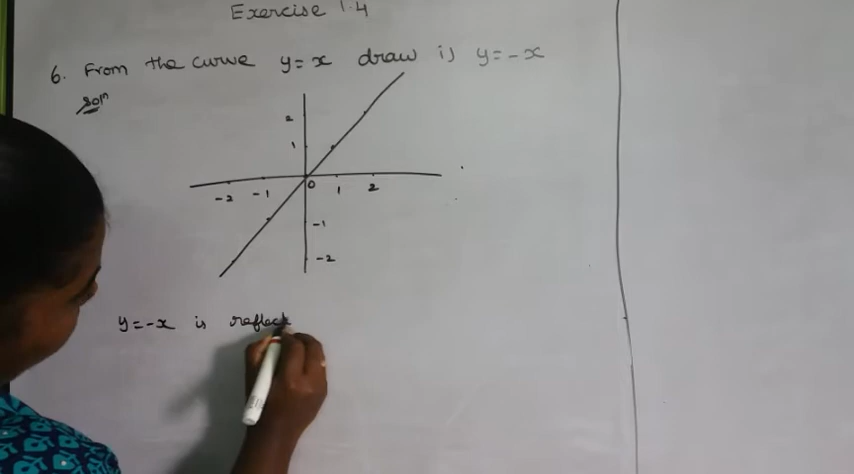 Exercise 1.4
6. From the curve y=x draw i) y=-x
Soln
2
1
-2 -1 0 1 2
-1
-2
y=-x is reflect